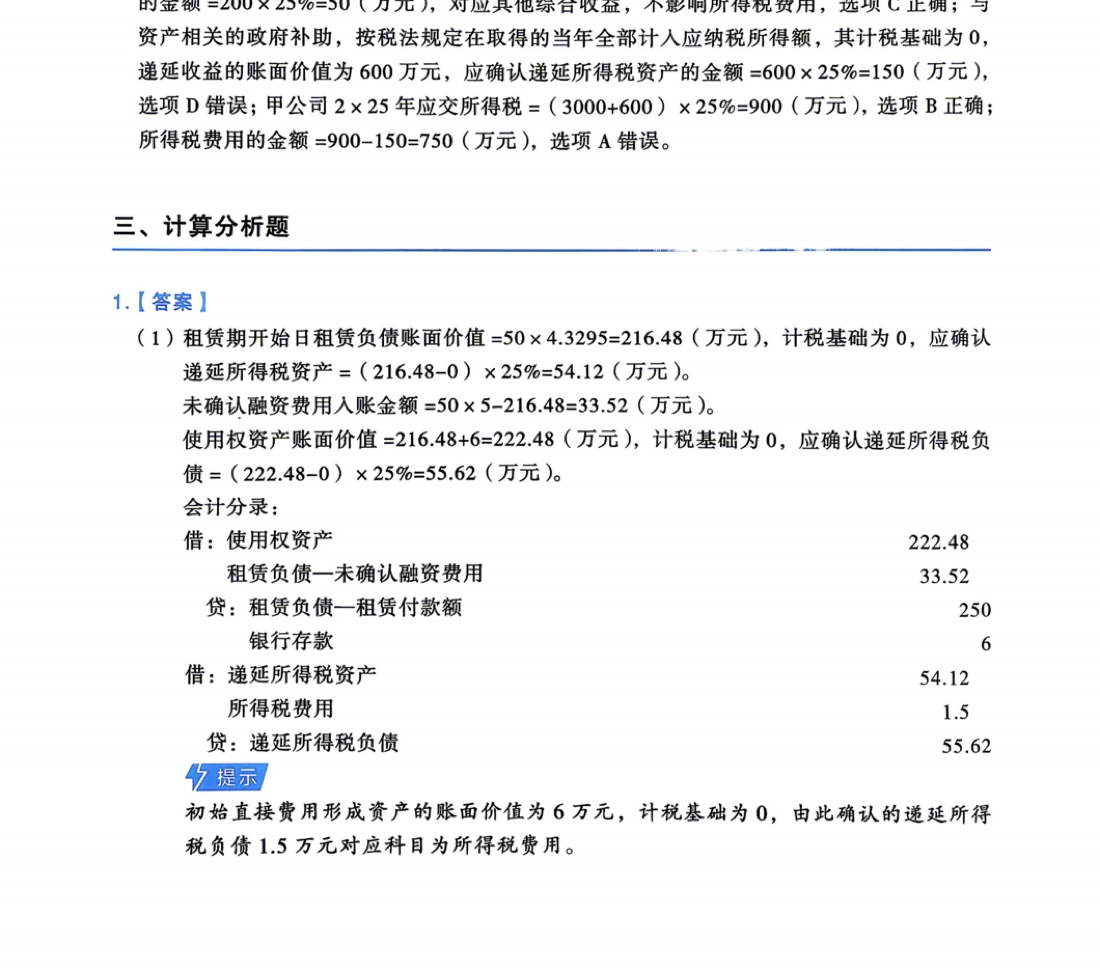 的金额 =200×25%=50（万元），对应其他综合收益，不影响所得税费用，选项 C 正确；与
资产相关的政府补助，按税法规定在取得的当年全部计入应纳税所得额，其计税基础为 0，
递延收益的账面价值为 600 万元，应确认递延所得税资产的金额 =600×25%=150（万元），
选项 D 错误；甲公司 2×25 年应交所得税 =（3000+600）×25%=900（万元），选项 B 正确；
所得税费用的金额 =900-150=750（万元），选项 A 错误。
三、计算分析题
1.【答案】
（1）租赁期开始日租赁负债账面价值 =50×4.3295=216.48（万元），计税基础为 0，应确认
递延所得税资产 =（216.48-0）×25%=54.12（万元）。
未确认融资费用入账金额 =50×5-216.48=33.52（万元）。
使用权资产账面价值 =216.48+6=222.48（万元），计税基础为 0，应确认递延所得税负
债 =（222.48-0）×25%=55.62（万元）。
会计分录：
借：使用权资产 222.48
租赁负债—未确认融资费用 33.52
贷：租赁负债—租赁付款额 250
银行存款 6
借：递延所得税资产 54.12
所得税费用 1.5
贷：递延所得税负债 55.62
提示
初始直接费用形成资产的账面价值为 6 万元，计税基础为 0，由此确认的递延所得
税负债 1.5 万元对应科目为所得税费用。